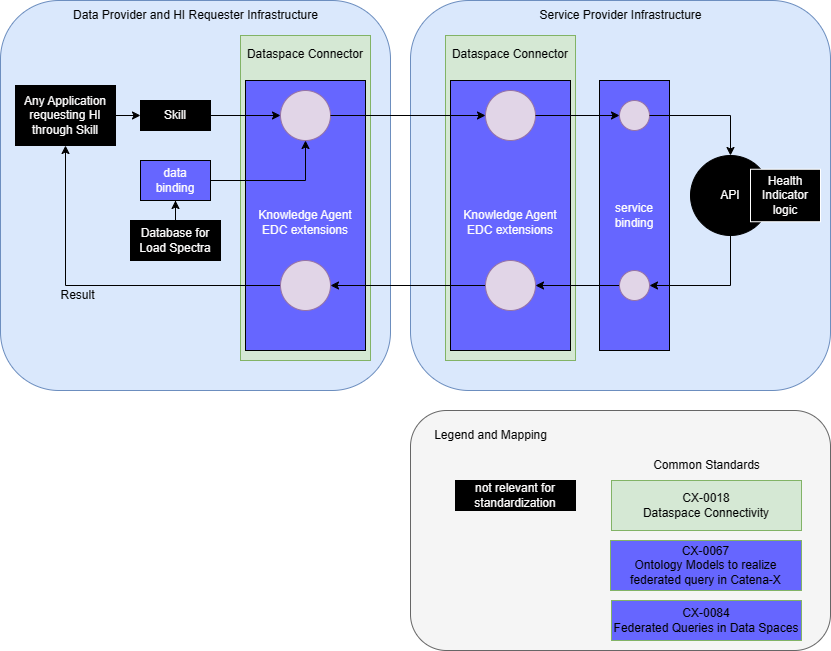 Data Provider and HI Requester Infrastructure
Service Provider Infrastructure
Dataspace Connector
Dataspace Connector
Any Application
requesting HI
through Skill
Skill
data
binding
Database for
Load Spectra
Knowledge Agent
EDC extensions
Knowledge Agent
EDC extensions
service
binding
API
Health
Indicator
logic
Result
Legend and Mapping
Common Standards
not relevant for
standardization
CX-0018
Dataspace Connectivity
CX-0067
Ontology Models to realize
federated query in Catena-X
CX-0084
Federated Queries in Data Spaces